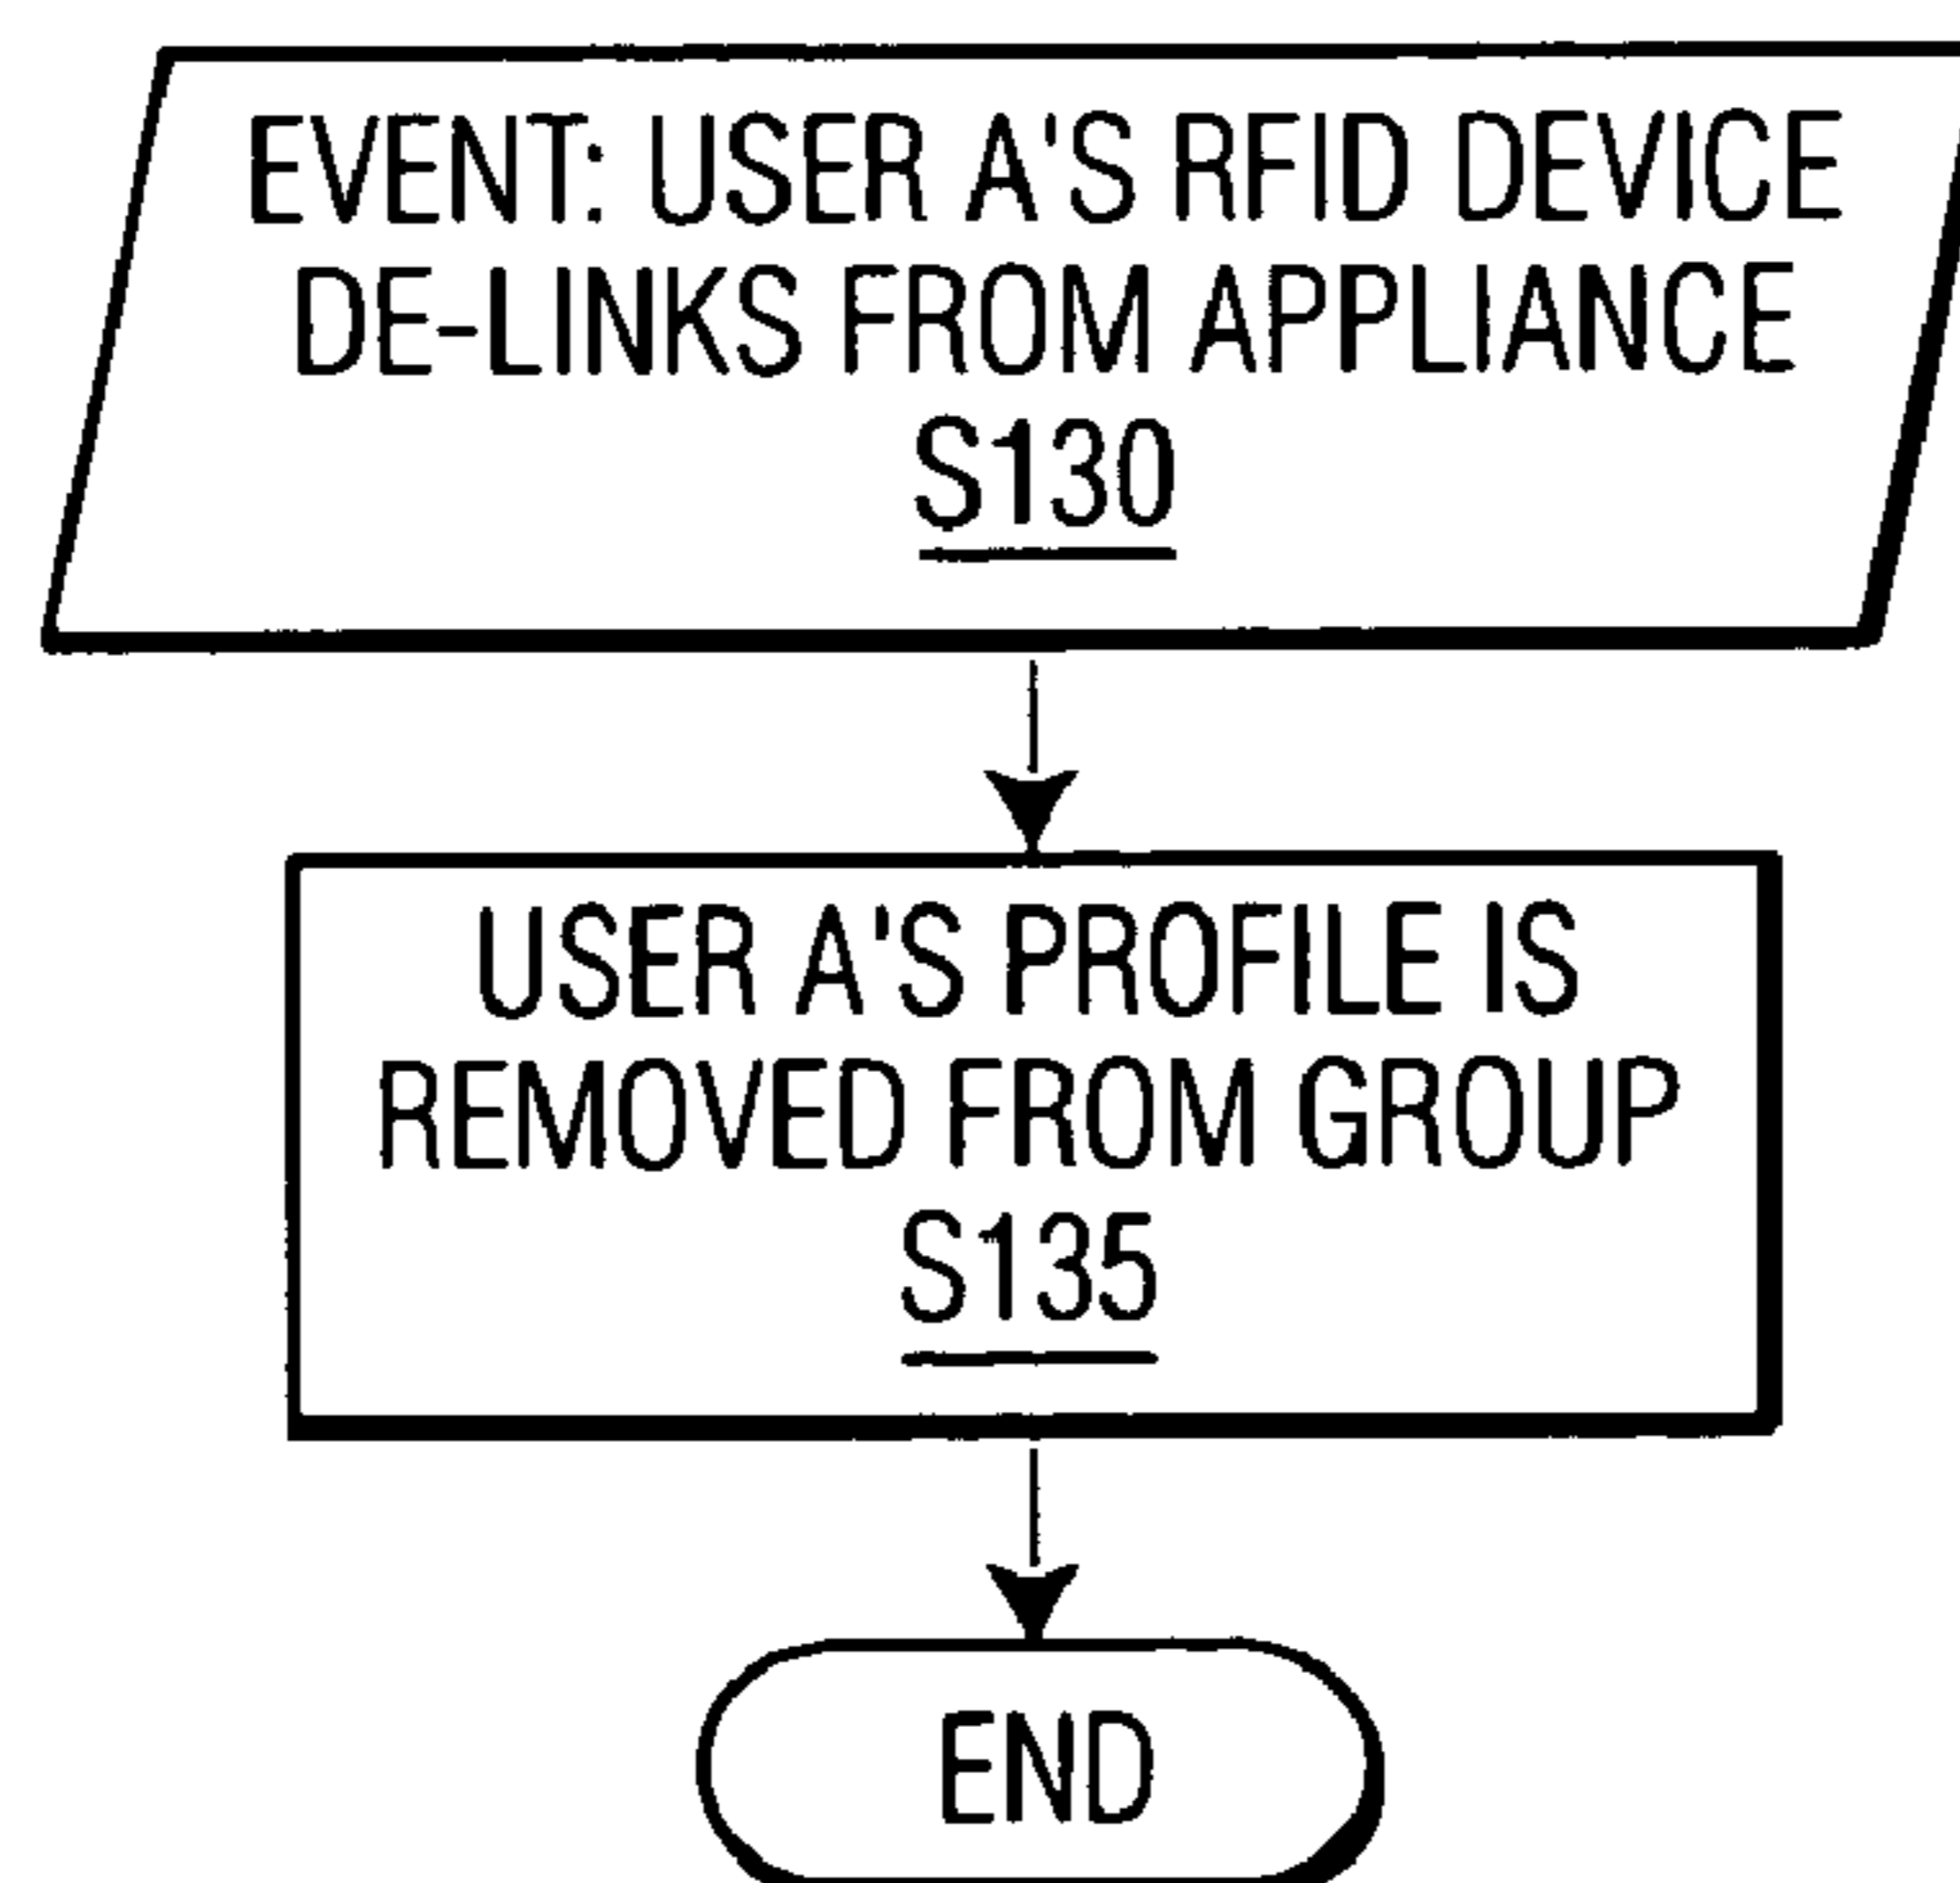 EVENT: USER A'S RFID DEVICE
DE-LINKS FROM APPLIANCE
S130
USER A'S PROFILE IS
REMOVED FROM GROUP
S135
END